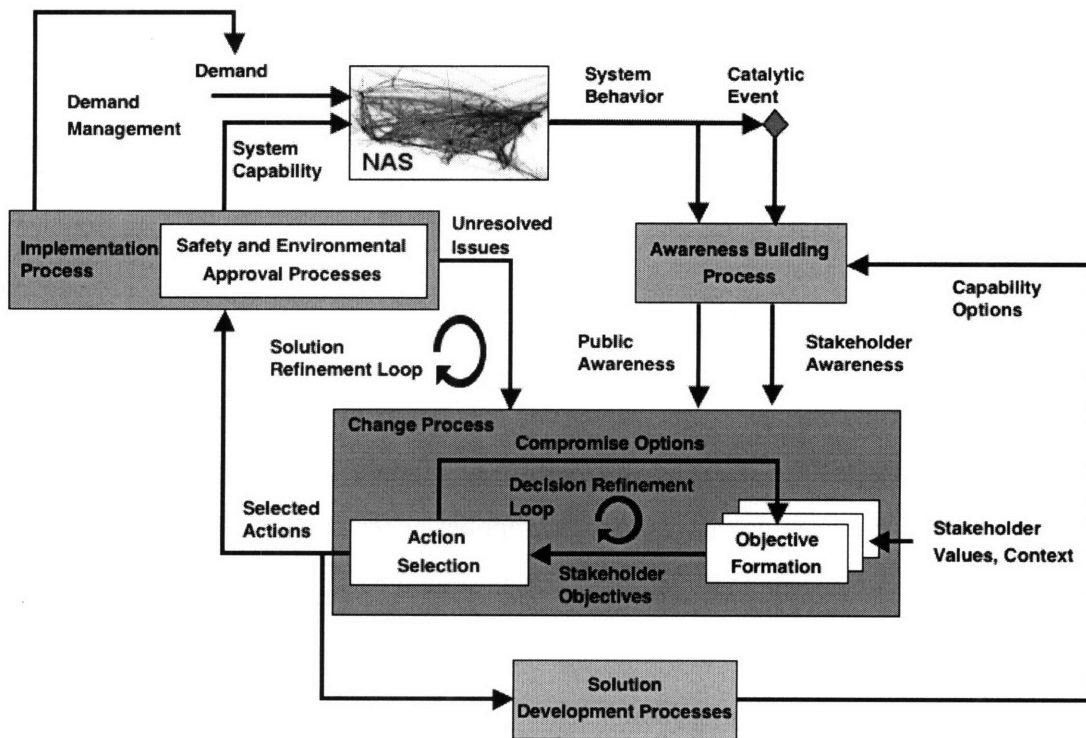 Demand
Demand
Management
System
Capability
NAS
System
Behavior
Catalytic
Event
Implementation
Process
Safety and Environmental
Approval Processes
Unresolved
Issues
Awareness Building
Process
Capability
Options
Solution
Refinement Loop
Public
Awareness
Stakeholder
Awareness
Change Process
Compromise Options
Decision Refinement
Loop
Selected
Actions
Action
Selection
Objective
Formation
Stakeholder
Objectives
Stakeholder
Values, Context
Solution
Development Processes